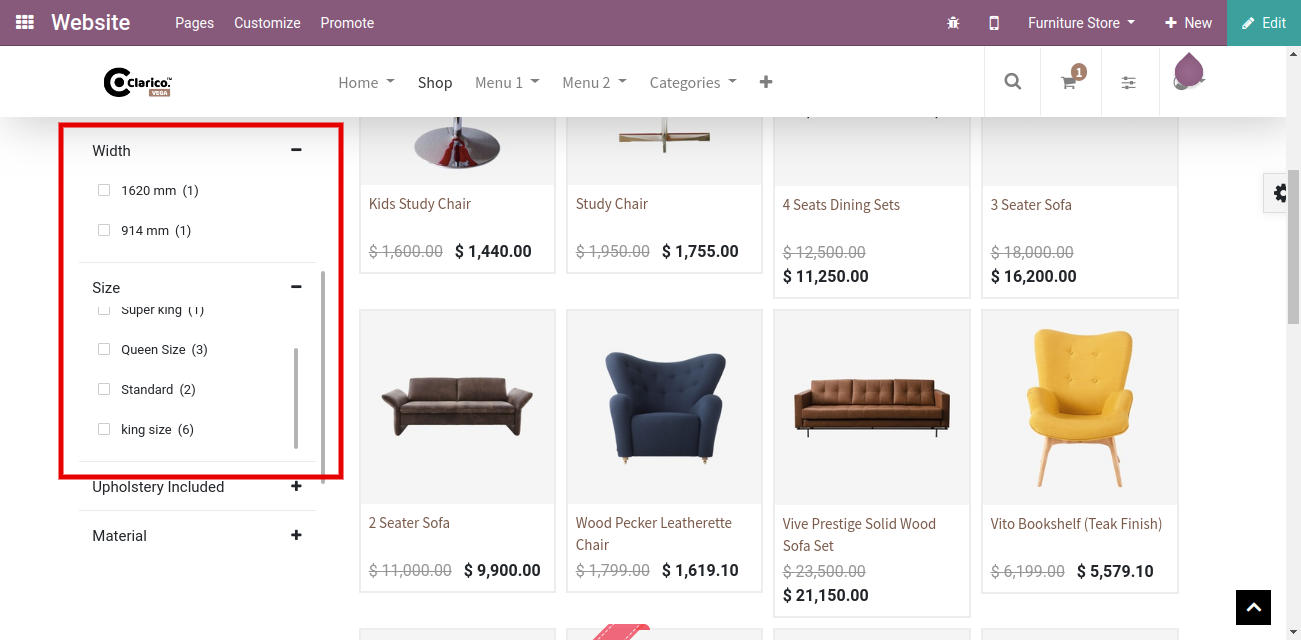 Website Pages Customize Promote Furniture Store New Edit
Clarico.™
VEGA
Home Shop Menu 1 Menu 2 Categories 1
Width
1620 mm (1)
914 mm (1)
Size
Super king (1)
Queen Size (3)
Standard (2)
king size (6)
Upholstery Included
Material
Kids Study Chair
$ 1,600.00 $ 1,440.00
Study Chair
$ 1,950.00 $ 1,755.00
4 Seats Dining Sets
$ 12,500.00
$ 11,250.00
3 Seater Sofa
$ 18,000.00
$ 16,200.00
2 Seater Sofa
$ 11,000.00 $ 9,900.00
Wood Pecker Leatherette
Chair
$ 1,799.00 $ 1,619.10
Vive Prestige Solid Wood
Sofa Set
$ 23,500.00
$ 21,150.00
Vito Bookshelf (Teak Finish)
$ 6,199.00 $ 5,579.10